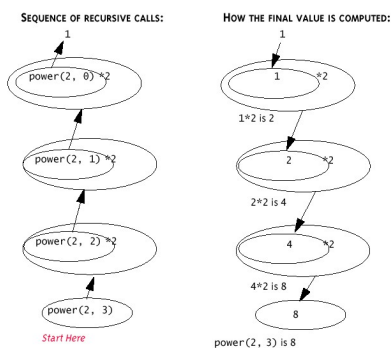 SEQUENCE OF RECURSIVE CALLS:
1
power(2, 0) *2
power(2, 1) *2
power(2, 2) *2
power(2, 3)
Start Here
HOW THE FINAL VALUE IS COMPUTED:
1
1 *2
1*2 is 2
2 *2
2*2 is 4
4 *2
4*2 is 8
8
power(2, 3) is 8